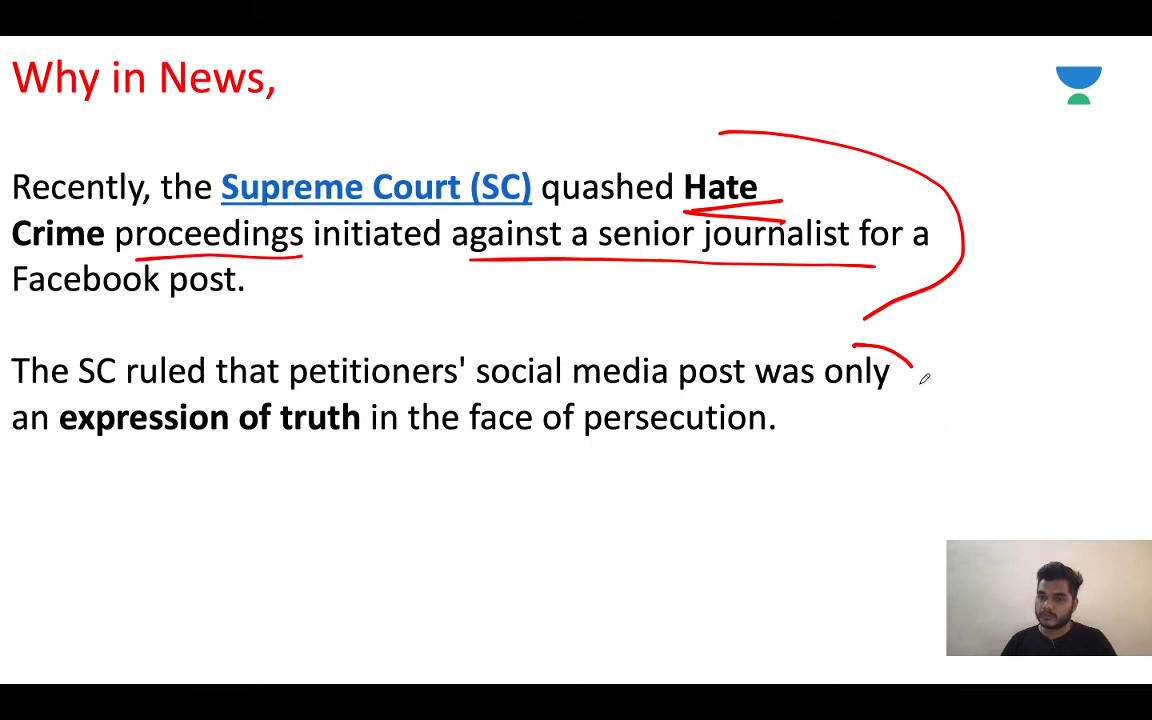 Why in News,
Recently, the Supreme Court (SC) quashed Hate
Crime proceedings initiated against a senior journalist for a
Facebook post.
The SC ruled that petitioners' social media post was only
an expression of truth in the face of persecution.